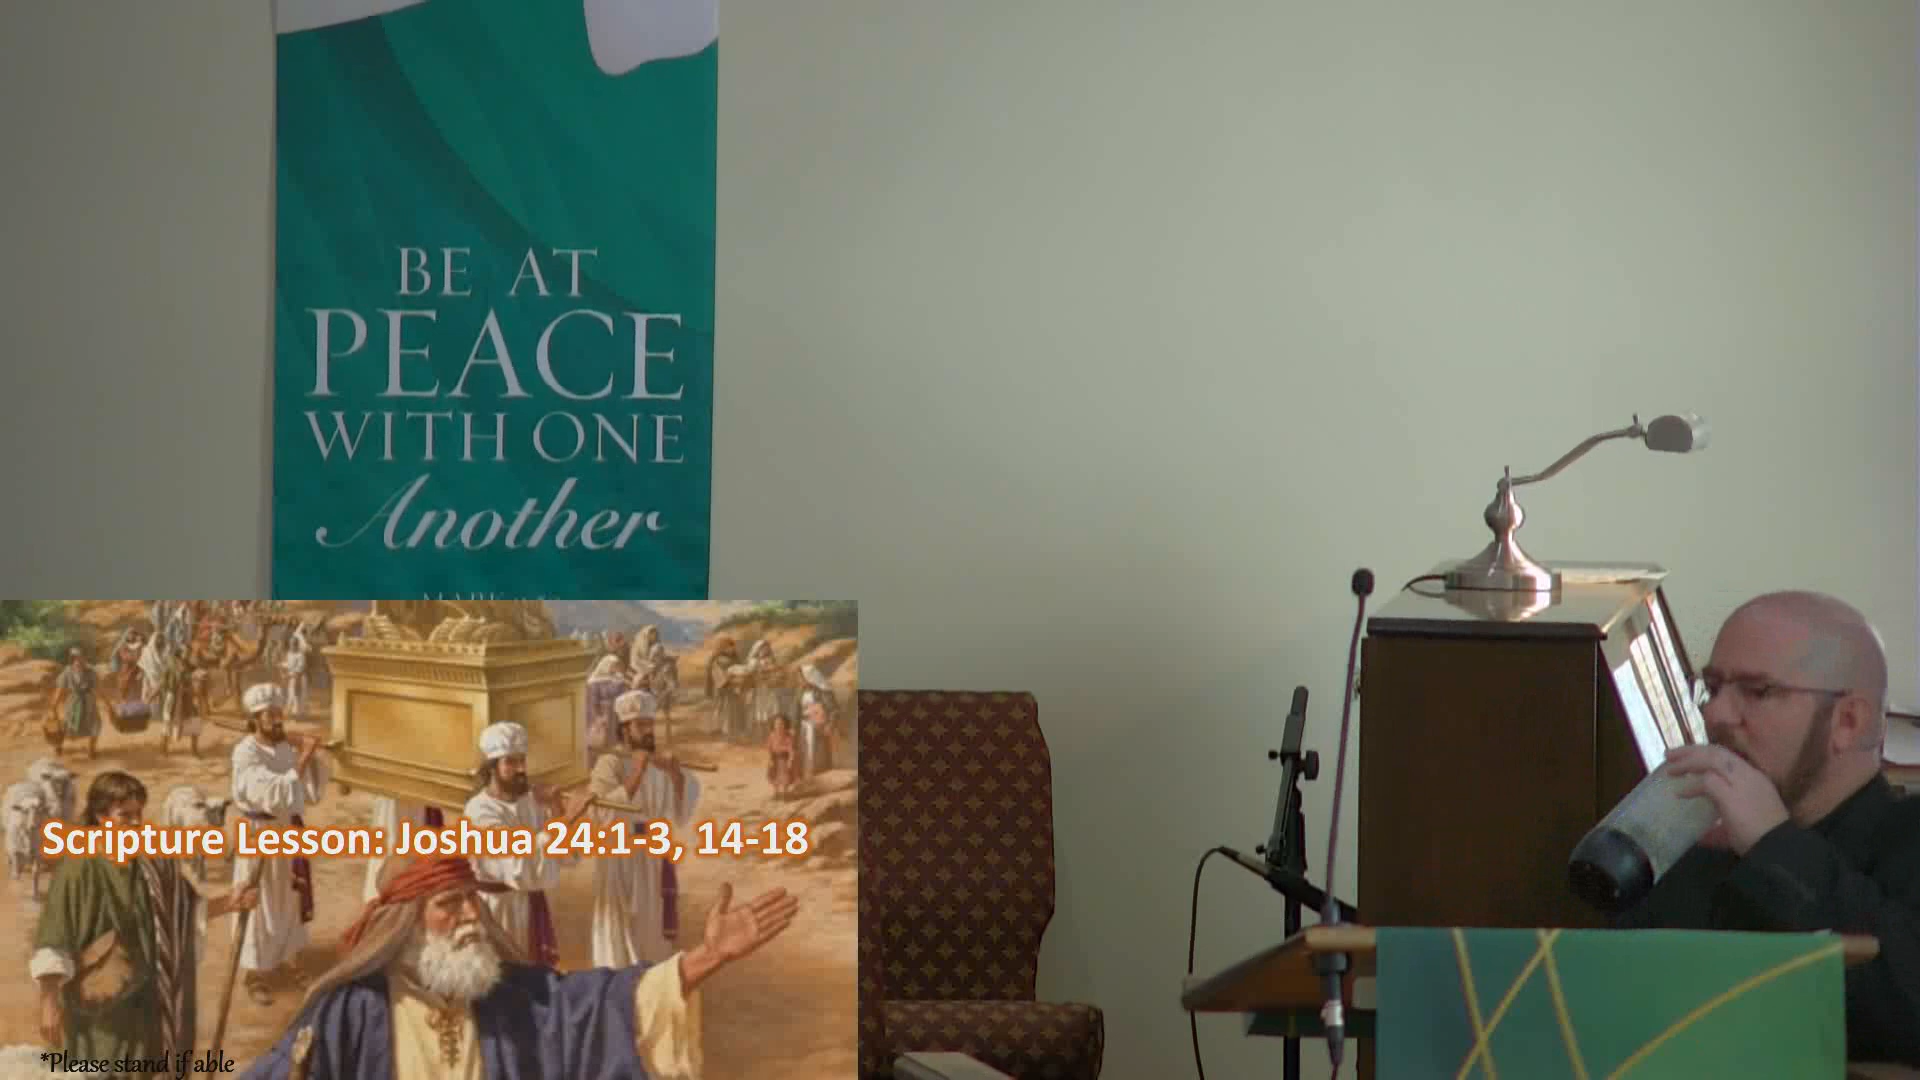 BE AT
PEACE
WITH ONE
Another
Scripture Lesson: Joshua 24:1-3, 14-18
*Please stand if able